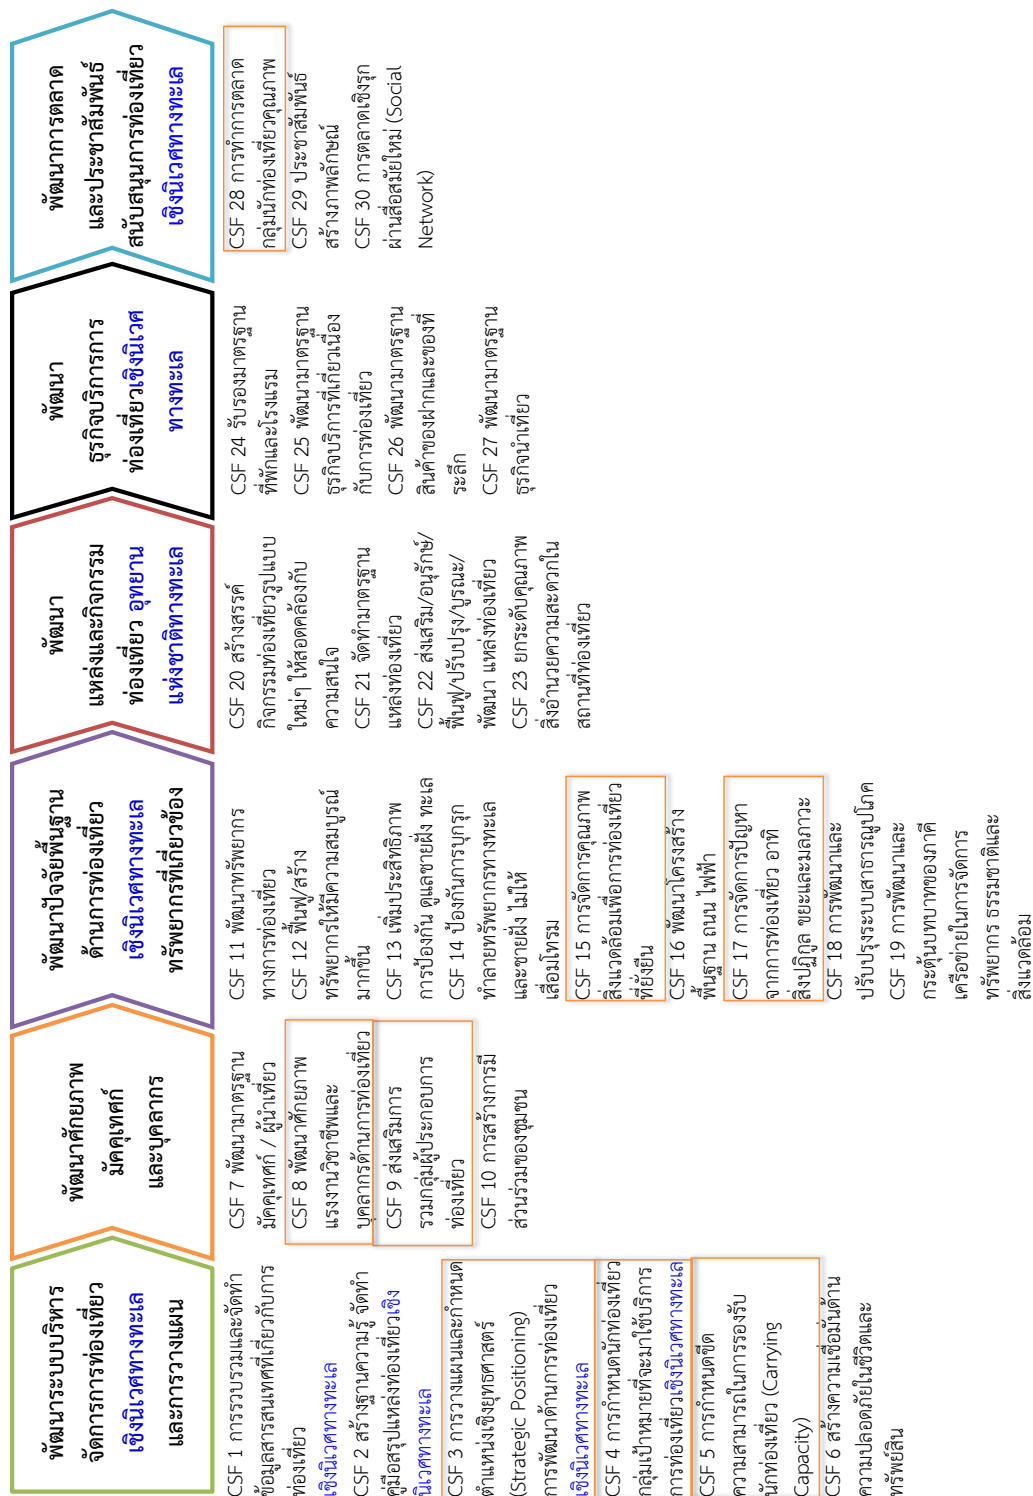 พัฒนาระบบบริหาร
จัดการการท่องเที่ยว
เชิงนิเวศทางทะเล
และการวางแผน
CSF 1 การรวบรวมและจัดทำ
ข้อมูลสารสนเทศที่เกี่ยวกับการ
ท่องเที่ยว
เชิงนิเวศทางทะเล
CSF 2 สร้างฐานความรู้ จัดทำ
คู่มือสรุปแหล่งท่องเที่ยวเชิง
นิเวศทางทะเล
CSF 3 การวางแผนและกำหนด
ตำแหน่งเชิงยุทธศาสตร์
(Strategic Positioning)
การพัฒนาด้านการท่องเที่ยว
เชิงนิเวศทางทะเล
CSF 4 การกำหนดนักท่องเที่ยว
กลุ่มเป้าหมายที่จะมาใช้บริการ
การท่องเที่ยวเชิงนิเวศทางทะเล
CSF 5 การกำหนดขีด
ความสามารถในการรองรับ
นักท่องเที่ยว (Carrying
Capacity)
CSF 6 สร้างความเชื่อมั่นด้าน
ความปลอดภัยในชีวิตและ
ทรัพย์สิน
พัฒนาศักยภาพ
มัคคุเทศก์
และบุคลากร
CSF 7 พัฒนามาตรฐาน
มัคคุเทศก์ / ผู้นำเที่ยว
CSF 8 พัฒนาศักยภาพ
แรงงานวิชาชีพและ
บุคลากรด้านการท่องเที่ยว
CSF 9 ส่งเสริมการ
รวมกลุ่มผู้ประกอบการ
ท่องเที่ยว
CSF 10 การสร้างการมี
ส่วนร่วมของชุมชน
พัฒนาปัจจัยพื้นฐาน
ด้านการท่องเที่ยว
เชิงนิเวศทางทะเล
ทรัพยากรที่เกี่ยวข้อง
CSF 11 พัฒนาทรัพยากร
ทางการท่องเที่ยว
CSF 12 ฟื้นฟู/สร้าง
ทรัพยากรให้มีความสมบูรณ์
มากขึ้น
CSF 13 เพิ่มประสิทธิภาพ
การป้องกัน ดูแลชายฝั่ง ทะเล
CSF 14 ป้องกันการบุกรุก
ทำลายทรัพยากรทางทะเล
และชายฝั่ง ไม่ให้
เสื่อมโทรม
CSF 15 การจัดการคุณภาพ
สิ่งแวดล้อมเพื่อการท่องเที่ยว
ที่ยั่งยืน
CSF 16 พัฒนาโครงสร้าง
พื้นฐาน ถนน ไฟฟ้า
CSF 17 การจัดการปัญหา
จากการท่องเที่ยว อาทิ
สิ่งปฏิกูล ขยะและมลภาวะ
CSF 18 การพัฒนาและ
ปรับปรุงระบบสาธารณูปโภค
CSF 19 การพัฒนาและ
กระตุ้นบทบาทของภาคี
เครือข่ายในการจัดการ
ทรัพยากร ธรรมชาติและ
สิ่งแวดล้อม
พัฒนา
แหล่งและกิจกรรม
ท่องเที่ยว อุทยาน
แห่งชาติทางทะเล
CSF 20 สร้างสรรค์
กิจกรรมท่องเที่ยวรูปแบบ
ใหม่ๆ ให้สอดคล้องกับ
ความสนใจ
CSF 21 จัดทำมาตรฐาน
แหล่งท่องเที่ยว
CSF 22 ส่งเสริม/อนุรักษ์/
ฟื้นฟู/ปรับปรุง/บูรณะ/
พัฒนา แหล่งท่องเที่ยว
CSF 23 ยกระดับคุณภาพ
สิ่งอำนวยความสะดวกใน
สถานที่ท่องเที่ยว
พัฒนา
ธุรกิจบริการการ
ท่องเที่ยวเชิงนิเวศ
ทางทะเล
CSF 24 รับรองมาตรฐาน
ที่พักและโรงแรม
CSF 25 พัฒนามาตรฐาน
ธุรกิจบริการที่เกี่ยวเนื่อง
กับการท่องเที่ยว
CSF 26 พัฒนามาตรฐาน
สินค้าของฝากและของที่
ระลึก
CSF 27 พัฒนามาตรฐาน
ธุรกิจนำเที่ยว
พัฒนาการตลาด
และประชาสัมพันธ์
สนับสนุนการท่องเที่ยว
เชิงนิเวศทางทะเล
CSF 28 การทำการตลาด
กลุ่มนักท่องเที่ยวคุณภาพ
CSF 29 ประชาสัมพันธ์
สร้างภาพลักษณ์
CSF 30 การตลาดเชิงรุก
ผ่านสื่อสมัยใหม่ (Social
Network)